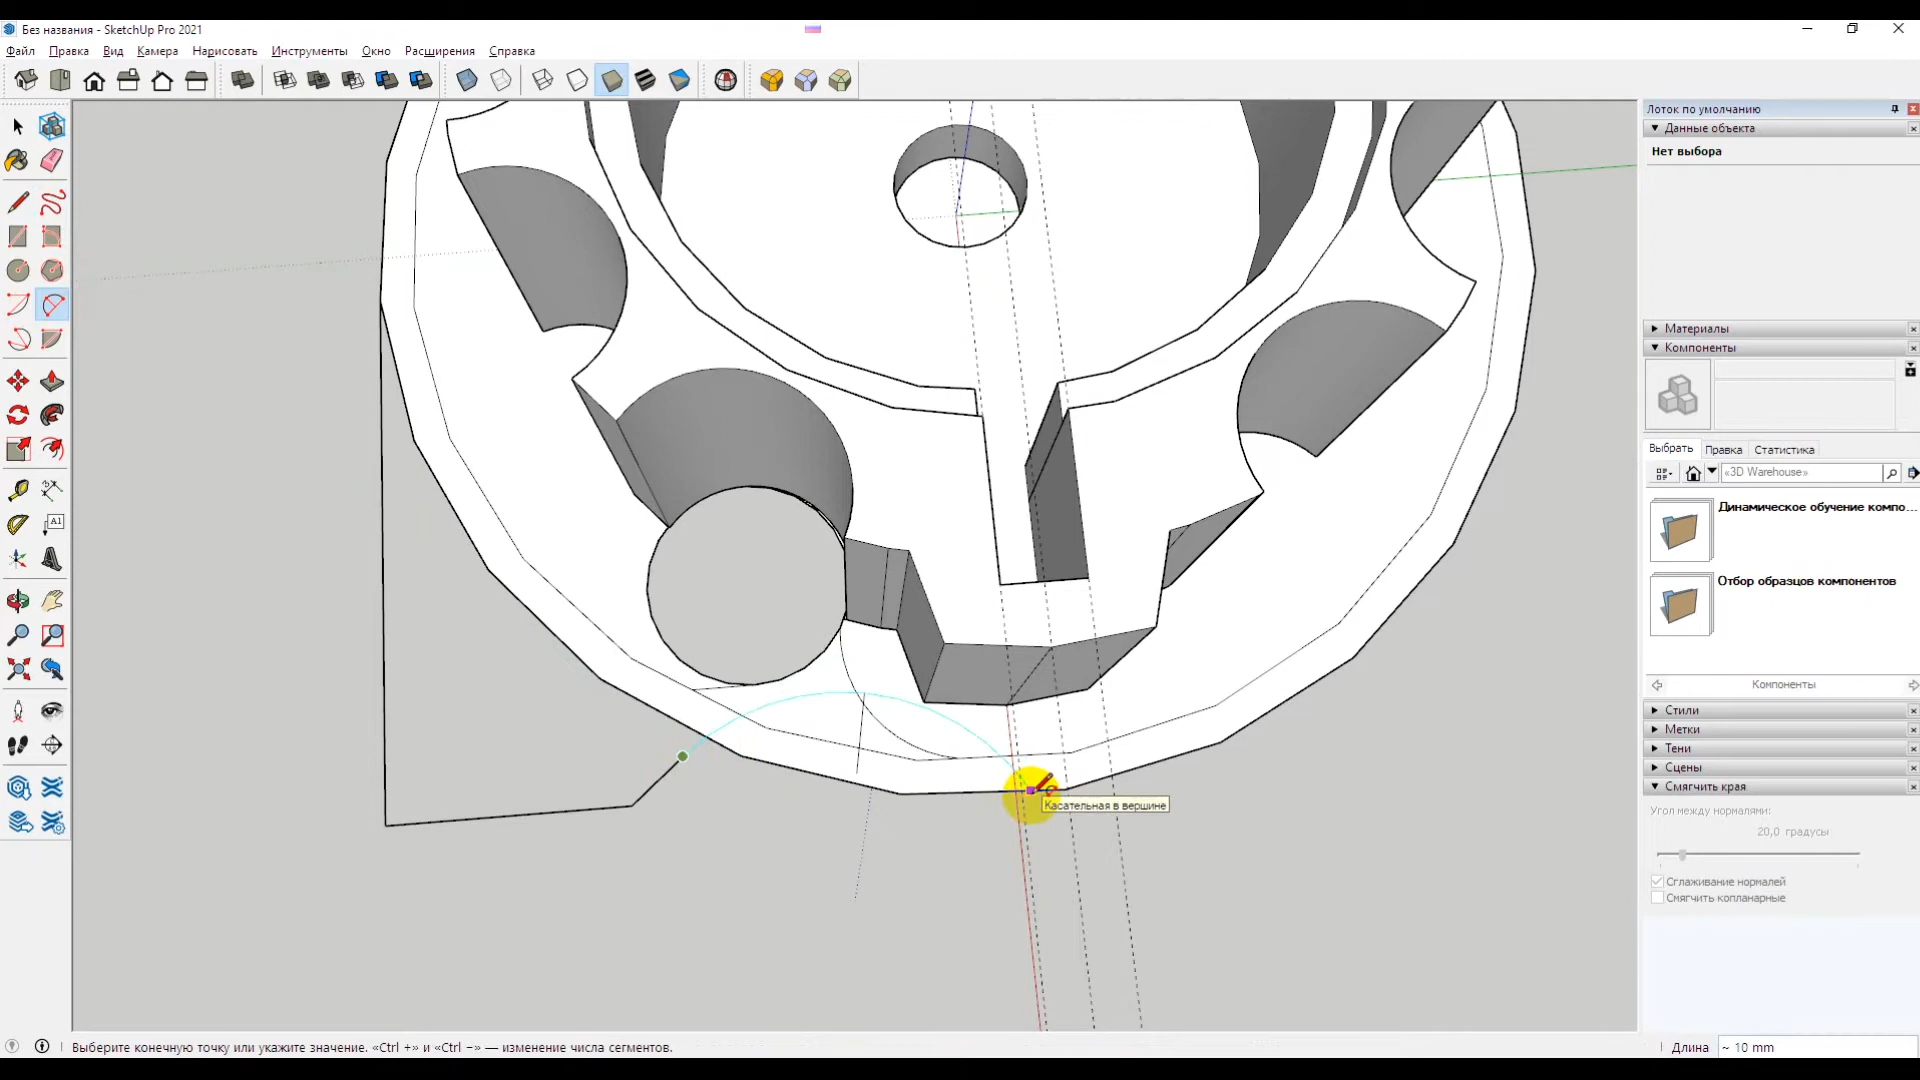 Без названия - SketchUp Pro 2021
Файл Правка Вид Камера Нарисовать Инструменты Окно Расширения Справка
Лоток по умолчанию
Данные объекта
Нет выбора
Материалы
Компоненты
Выбрать Правка Статистика
«3D Warehouse»
Динамическое обучение компо...
Отбор образцов компонентов
Компоненты
Стили
Метки
Тени
Сцены
Смягчить края
Угол между нормалями:
20,0 градусы
Сглаживание нормалей
Смягчить копланарные
A1
Касательная в вершине
Выберите конечную точку или укажите значение. «Ctrl +» и «Ctrl −» — изменение числа сегментов.
Длина ~ 10 mm